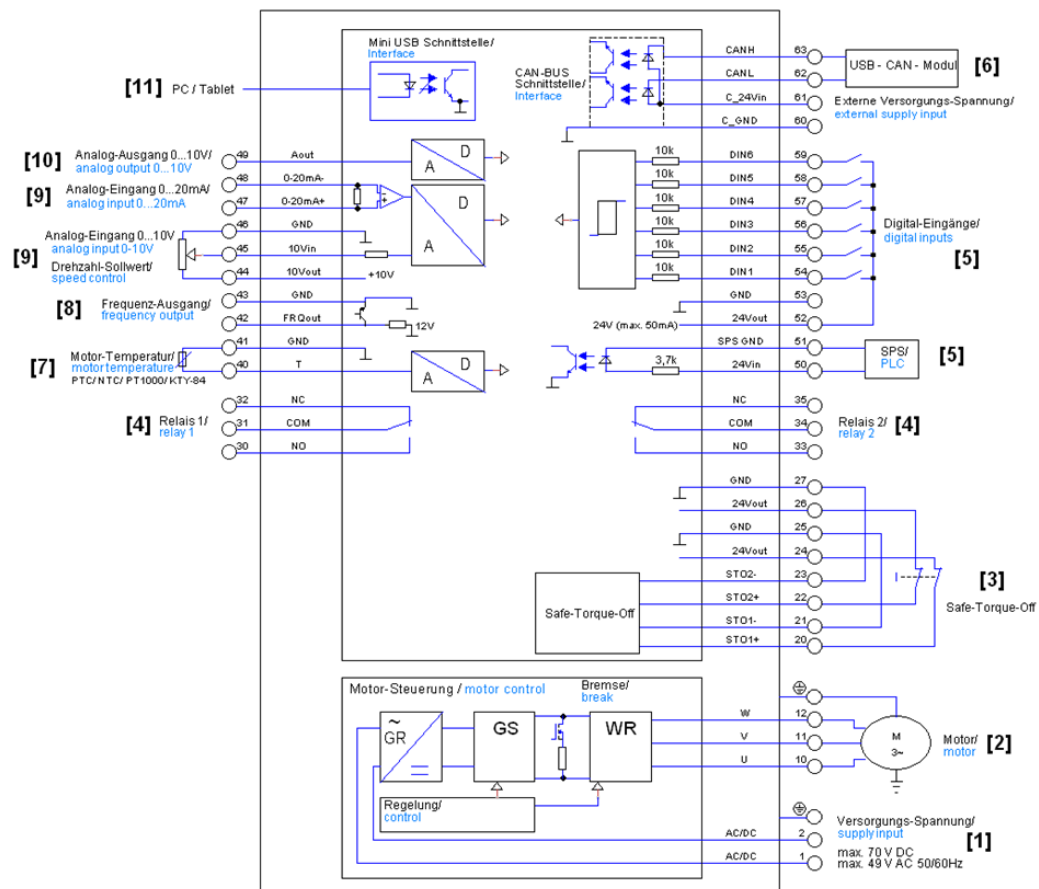 Mini USB Schnittstelle/
Interface
[11] PC / Tablet
CAN-BUS
Schnittstelle/
Interface
CANH 63
CANL 62
C_24Vin 61
C_GND 60
USB - CAN - Modul [6]
Externe Versorgungs-Spannung/
external supply input
[10] Analog-Ausgang 0...10V/
analog output 0...10V
49 Aout
A D
[9] Analog-Eingang 0...20mA/
analog input 0...20mA
48 0-20mA-
47 0-20mA+
A D
[9] Analog-Eingang 0...10V
analog input 0-10V
Drehzahl-Sollwert/
speed control
46 GND
45 10Vin
44 10Vout +10V
[8] Frequenz-Ausgang/
frequency output
43 GND
42 FRQout 12V
[7] Motor-Temperatur/
motor temperature
PTC/ NTC/ PT1000/ KTY-84
41 GND
40 T
A D
[4] Relais 1/
relay 1
32 NC
31 COM
30 NO
10k DIN6 59
10k DIN5 58
10k DIN4 57
10k DIN3 56
10k DIN2 55
10k DIN1 54
GND 53
24V (max. 50mA) 24Vout 52
Digital-Eingänge/
digital inputs
[5]
SPS GND 51
3,7k 24Vin 50
SPS/
PLC
[5]
NC 35
COM 34
NO 33
Relais 2/
relay 2
[4]
GND 27
24Vout 26
GND 25
24Vout 24
STO2- 23
STO2+ 22
STO1- 21
STO1+ 20
Safe-Torque-Off
[3]
Safe-Torque-Off
Motor-Steuerung / motor control
Bremse/
break
~
GR
=
GS
WR
Regelung/
control
W 12
V 11
U 10
M
3~
Motor/
motor
[2]
AC/DC 2
AC/DC 1
Versorgungs-Spannung/
supply input
[1]
max. 70 V DC
max. 49 V AC 50/60Hz